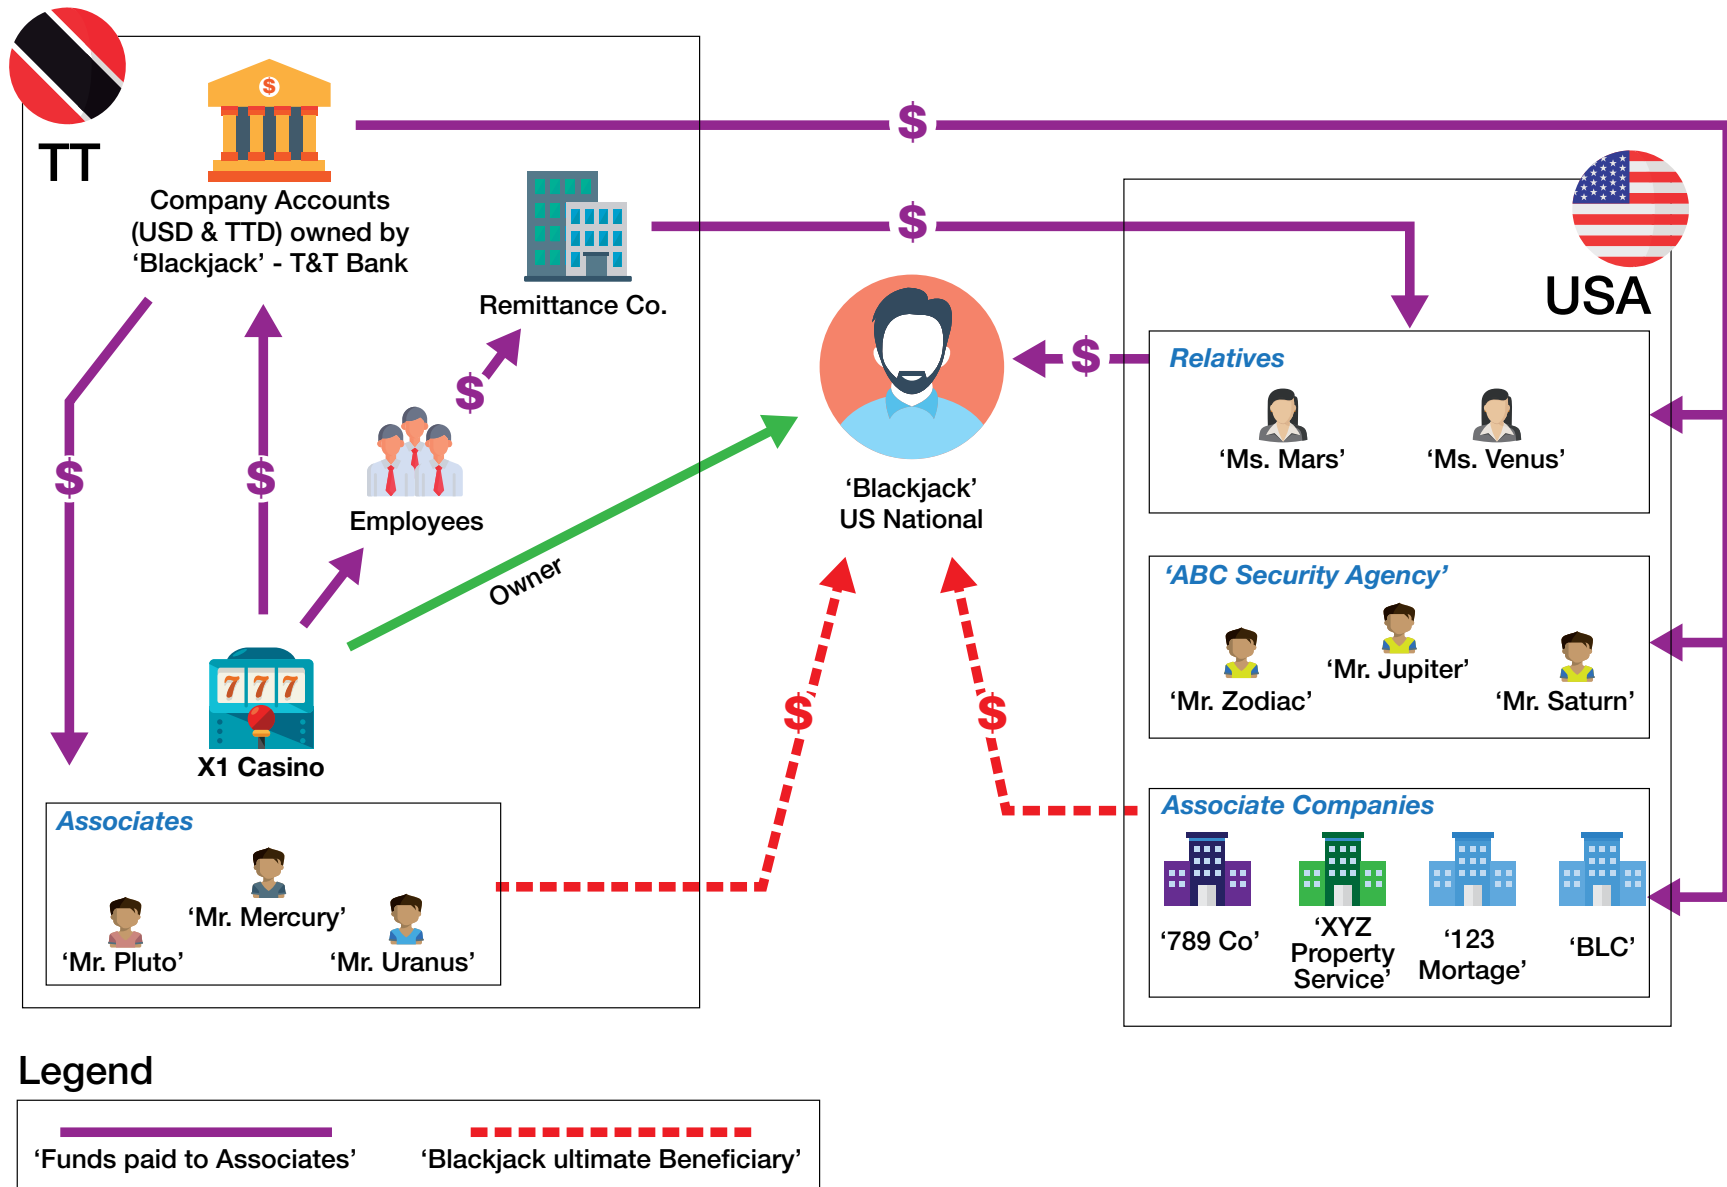 TT
$
Company Accounts
(USD & TTD) owned by
‘Blackjack’ - T&T Bank
Remittance Co.
$
$
USA
$
Relatives
‘Ms. Mars’
‘Ms. Venus’
$
$
$
Employees
‘Blackjack’
US National
Owner
‘ABC Security Agency’
‘Mr. Zodiac’
‘Mr. Jupiter’
‘Mr. Saturn’
777
X1 Casino
$
$
Associates
‘Mr. Mercury’
‘Mr. Pluto’
‘Mr. Uranus’
Associate Companies
‘789 Co’
‘XYZ
Property
Service’
‘123
Mortage’
‘BLC’
Legend
‘Funds paid to Associates’
‘Blackjack ultimate Beneficiary’